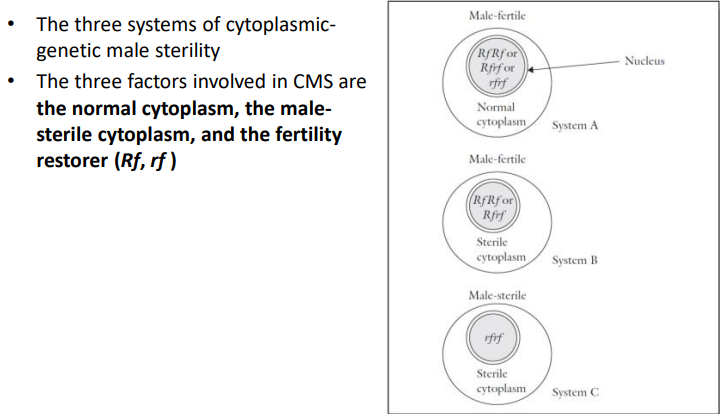 • The three systems of cytoplasmic-
genetic male sterility
• The three factors involved in CMS are
the normal cytoplasm, the male-
sterile cytoplasm, and the fertility
restorer (Rf, rf )
Male-fertile
RfRf or
Rfrf or
rfrf
Nucleus
Normal
cytoplasm
System A
Male-fertile
RfRf or
Rfrf
Sterile
cytoplasm
System B
Male-sterile
rfrf
Sterile
cytoplasm
System C